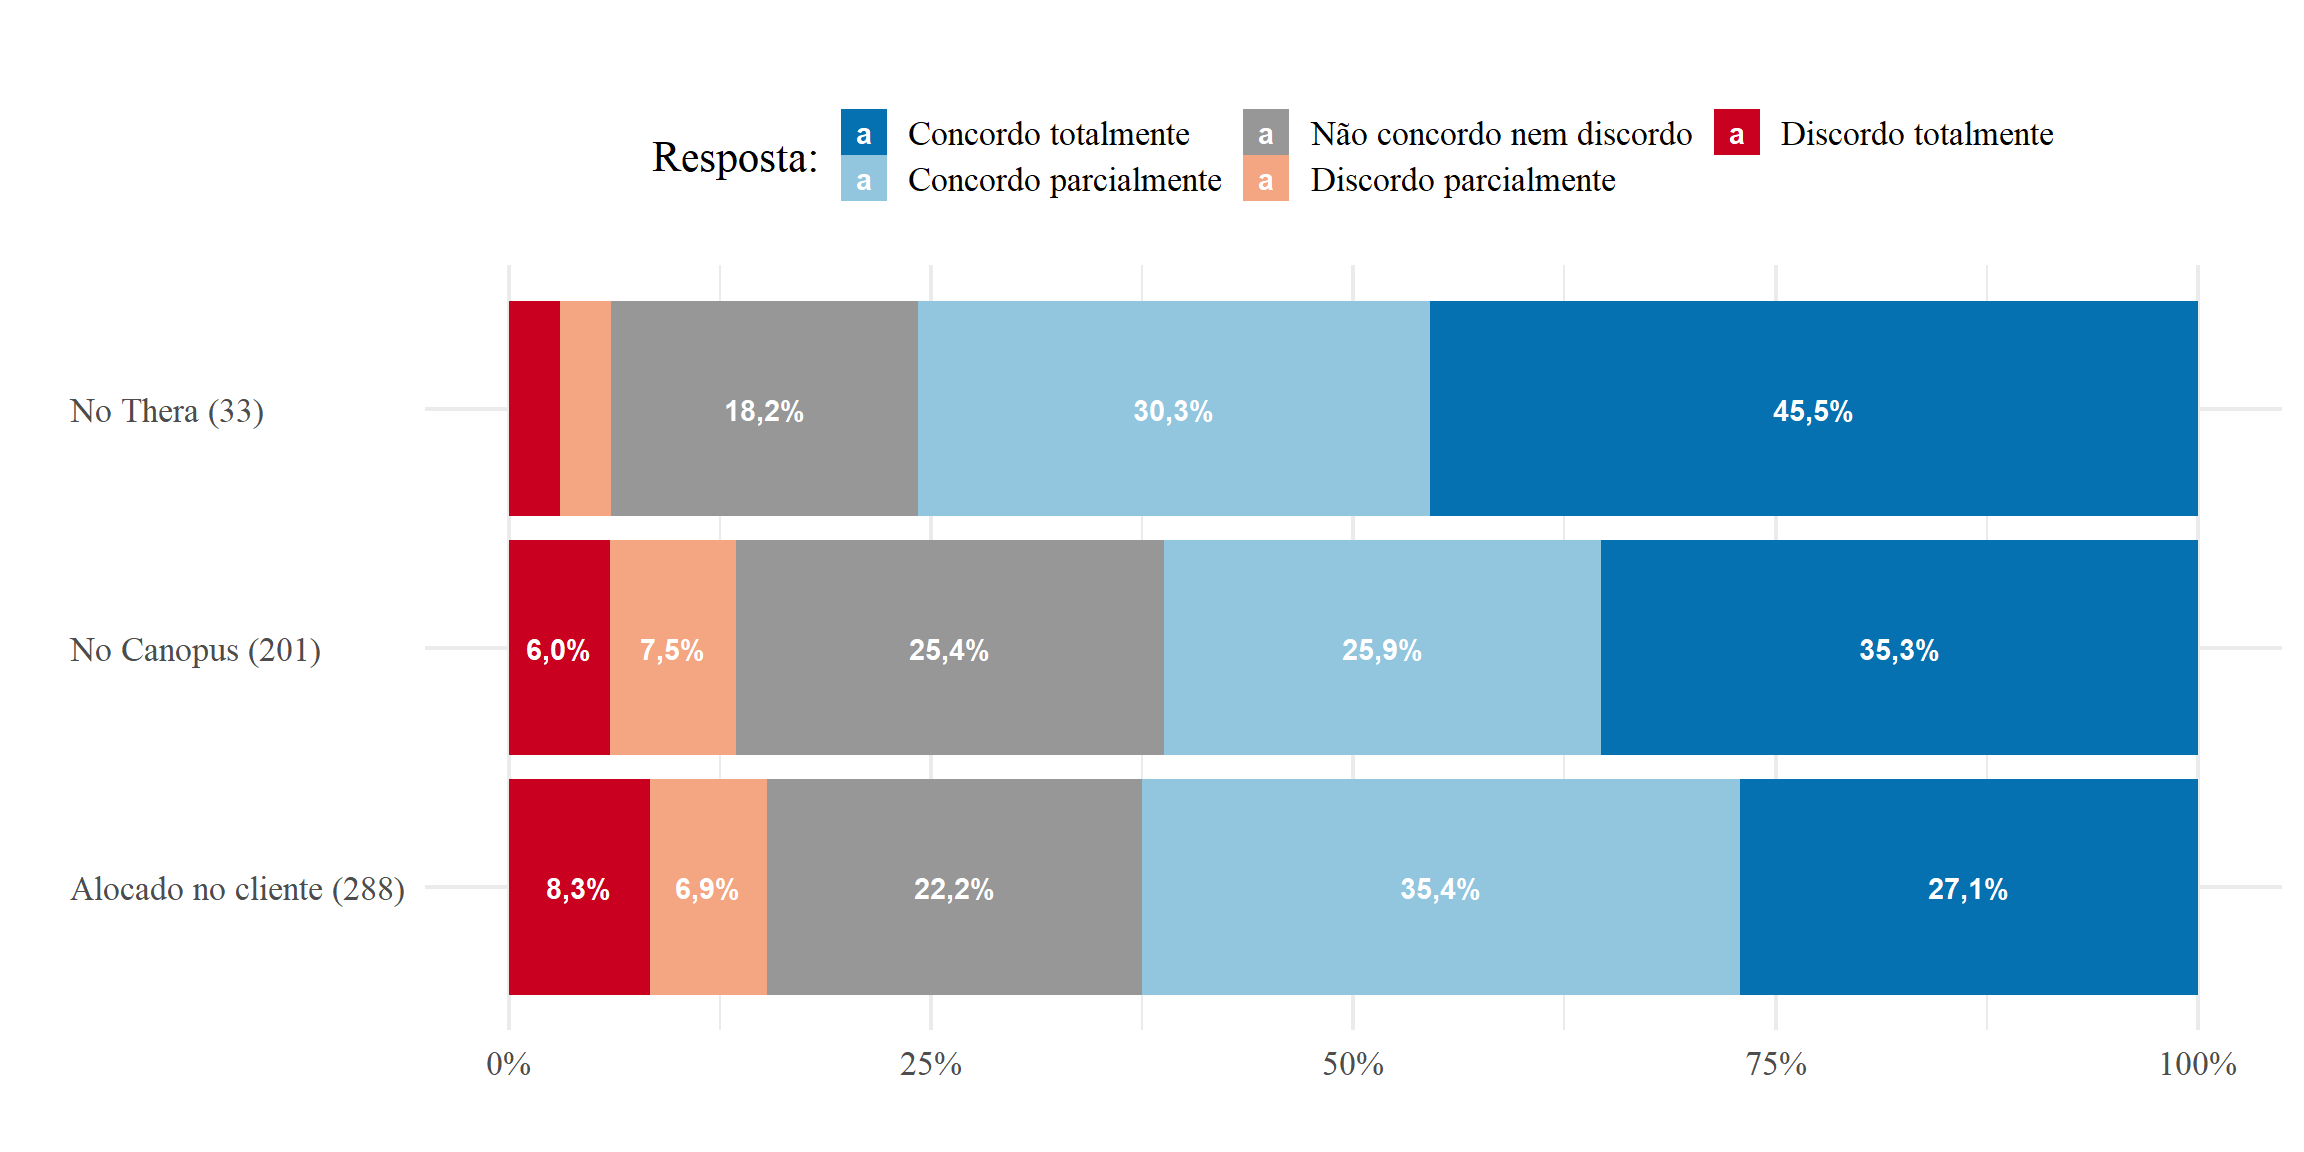 Resposta:
a Concordo totalmente
a Concordo parcialmente
a Não concordo nem discordo
a Discordo parcialmente
a Discordo totalmente
No Thera (33)
18,2% 30,3% 45,5%
No Canopus (201)
6,0% 7,5% 25,4% 25,9% 35,3%
Alocado no cliente (288)
8,3% 6,9% 22,2% 35,4% 27,1%
0% 25% 50% 75% 100%